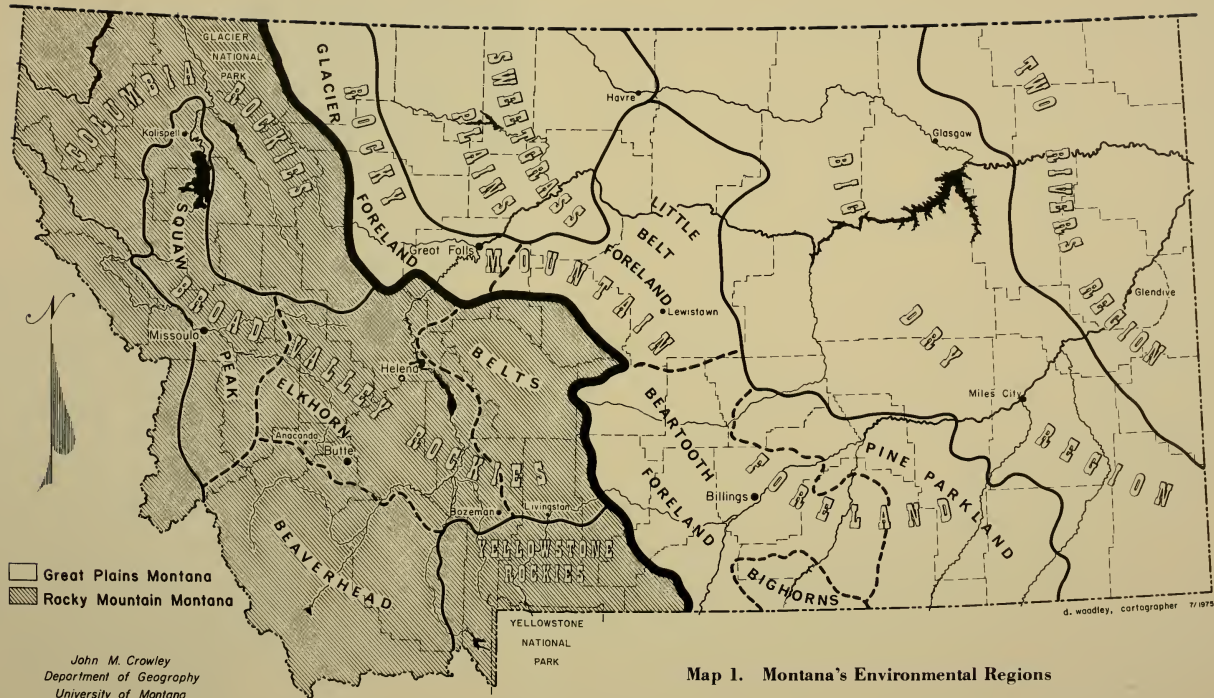 GLACIER
NATIONAL
PARK
COLUMBIA ROCKIES
Kalispell
GLACIER
ROCKY MOUNTAIN FORELAND
FORELAND
SWEETGRASS
PLAINS
Havre
Glasgow
TWO RIVERS REGION
BIG DRY REGION
Glendive
Great Falls
LITTLE
BELT
FORELAND
Lewistown
SQUAW
PEAK
BROAD VALLEY ROCKIES
Missoula
Helena
BELTS
ELKHORN
Anaconda
Butte
BEARTOOTH
FORELAND
Miles City
PINE PARKLAND
Billings
Bozeman
Livingston
BEAVERHEAD
YELLOWSTONE
ROCKIES
BIGHORNS
YELLOWSTONE
NATIONAL
PARK
N
Great Plains Montana
Rocky Mountain Montana
John M. Crowley
Department of Geography
University of Montana
d. woodley, cartographer 7/1975
Map 1. Montana's Environmental Regions